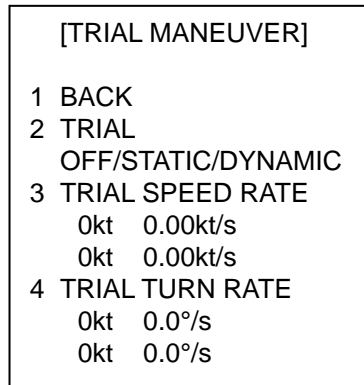 [TRIAL MANEUVER]
1 BACK
2 TRIAL
OFF/STATIC/DYNAMIC
3 TRIAL SPEED RATE
0kt 0.00kt/s
0kt 0.00kt/s
4 TRIAL TURN RATE
0kt 0.0°/s
0kt 0.0°/s